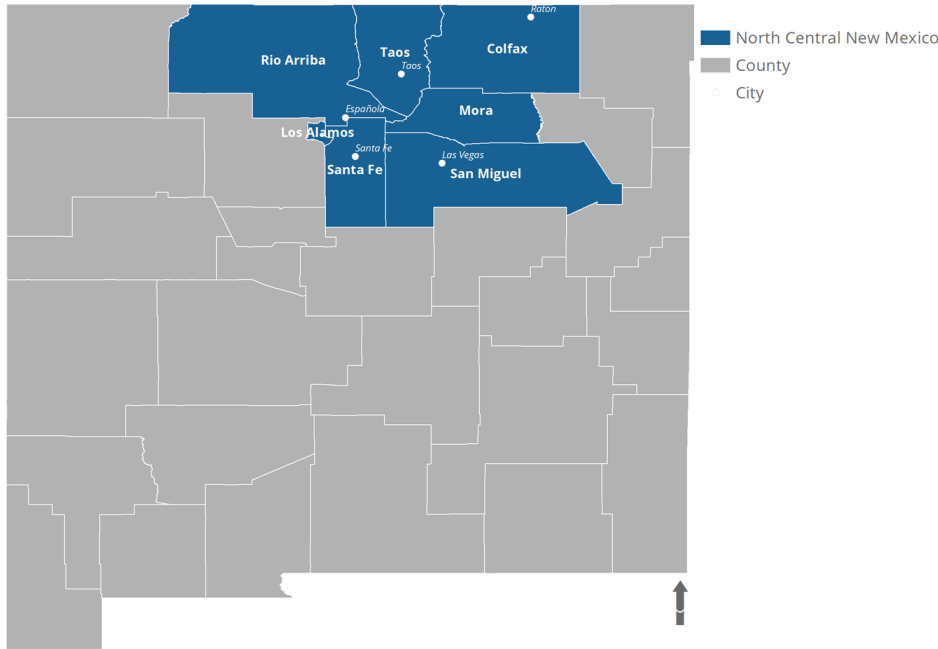 Raton
North Central New Mexico
Colfax
Taos
Rio Arriba
Taos
County
City
Española
Mora
Los Alamos
Santa Fe
Las Vegas
Santa Fe
San Miguel